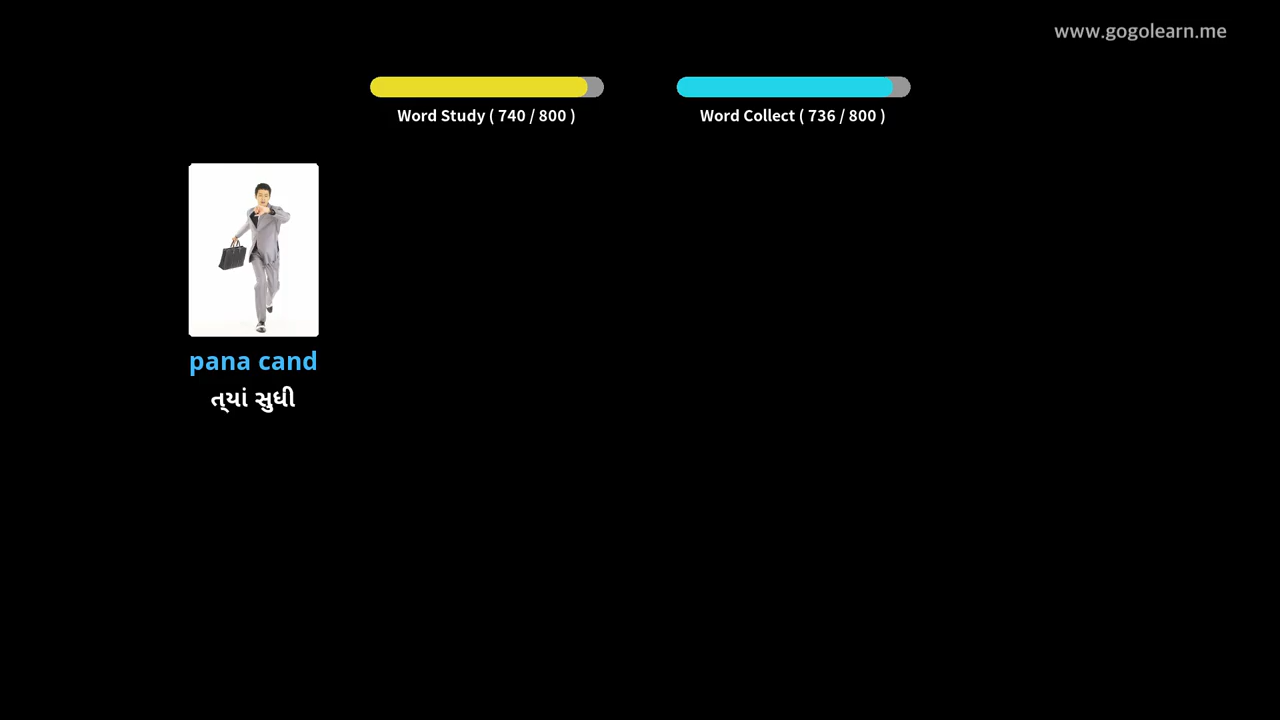 www.gogolearn.me
Word Study ( 740 / 800 )
Word Collect ( 736 / 800 )
pana cand
ત્યાં સુધી